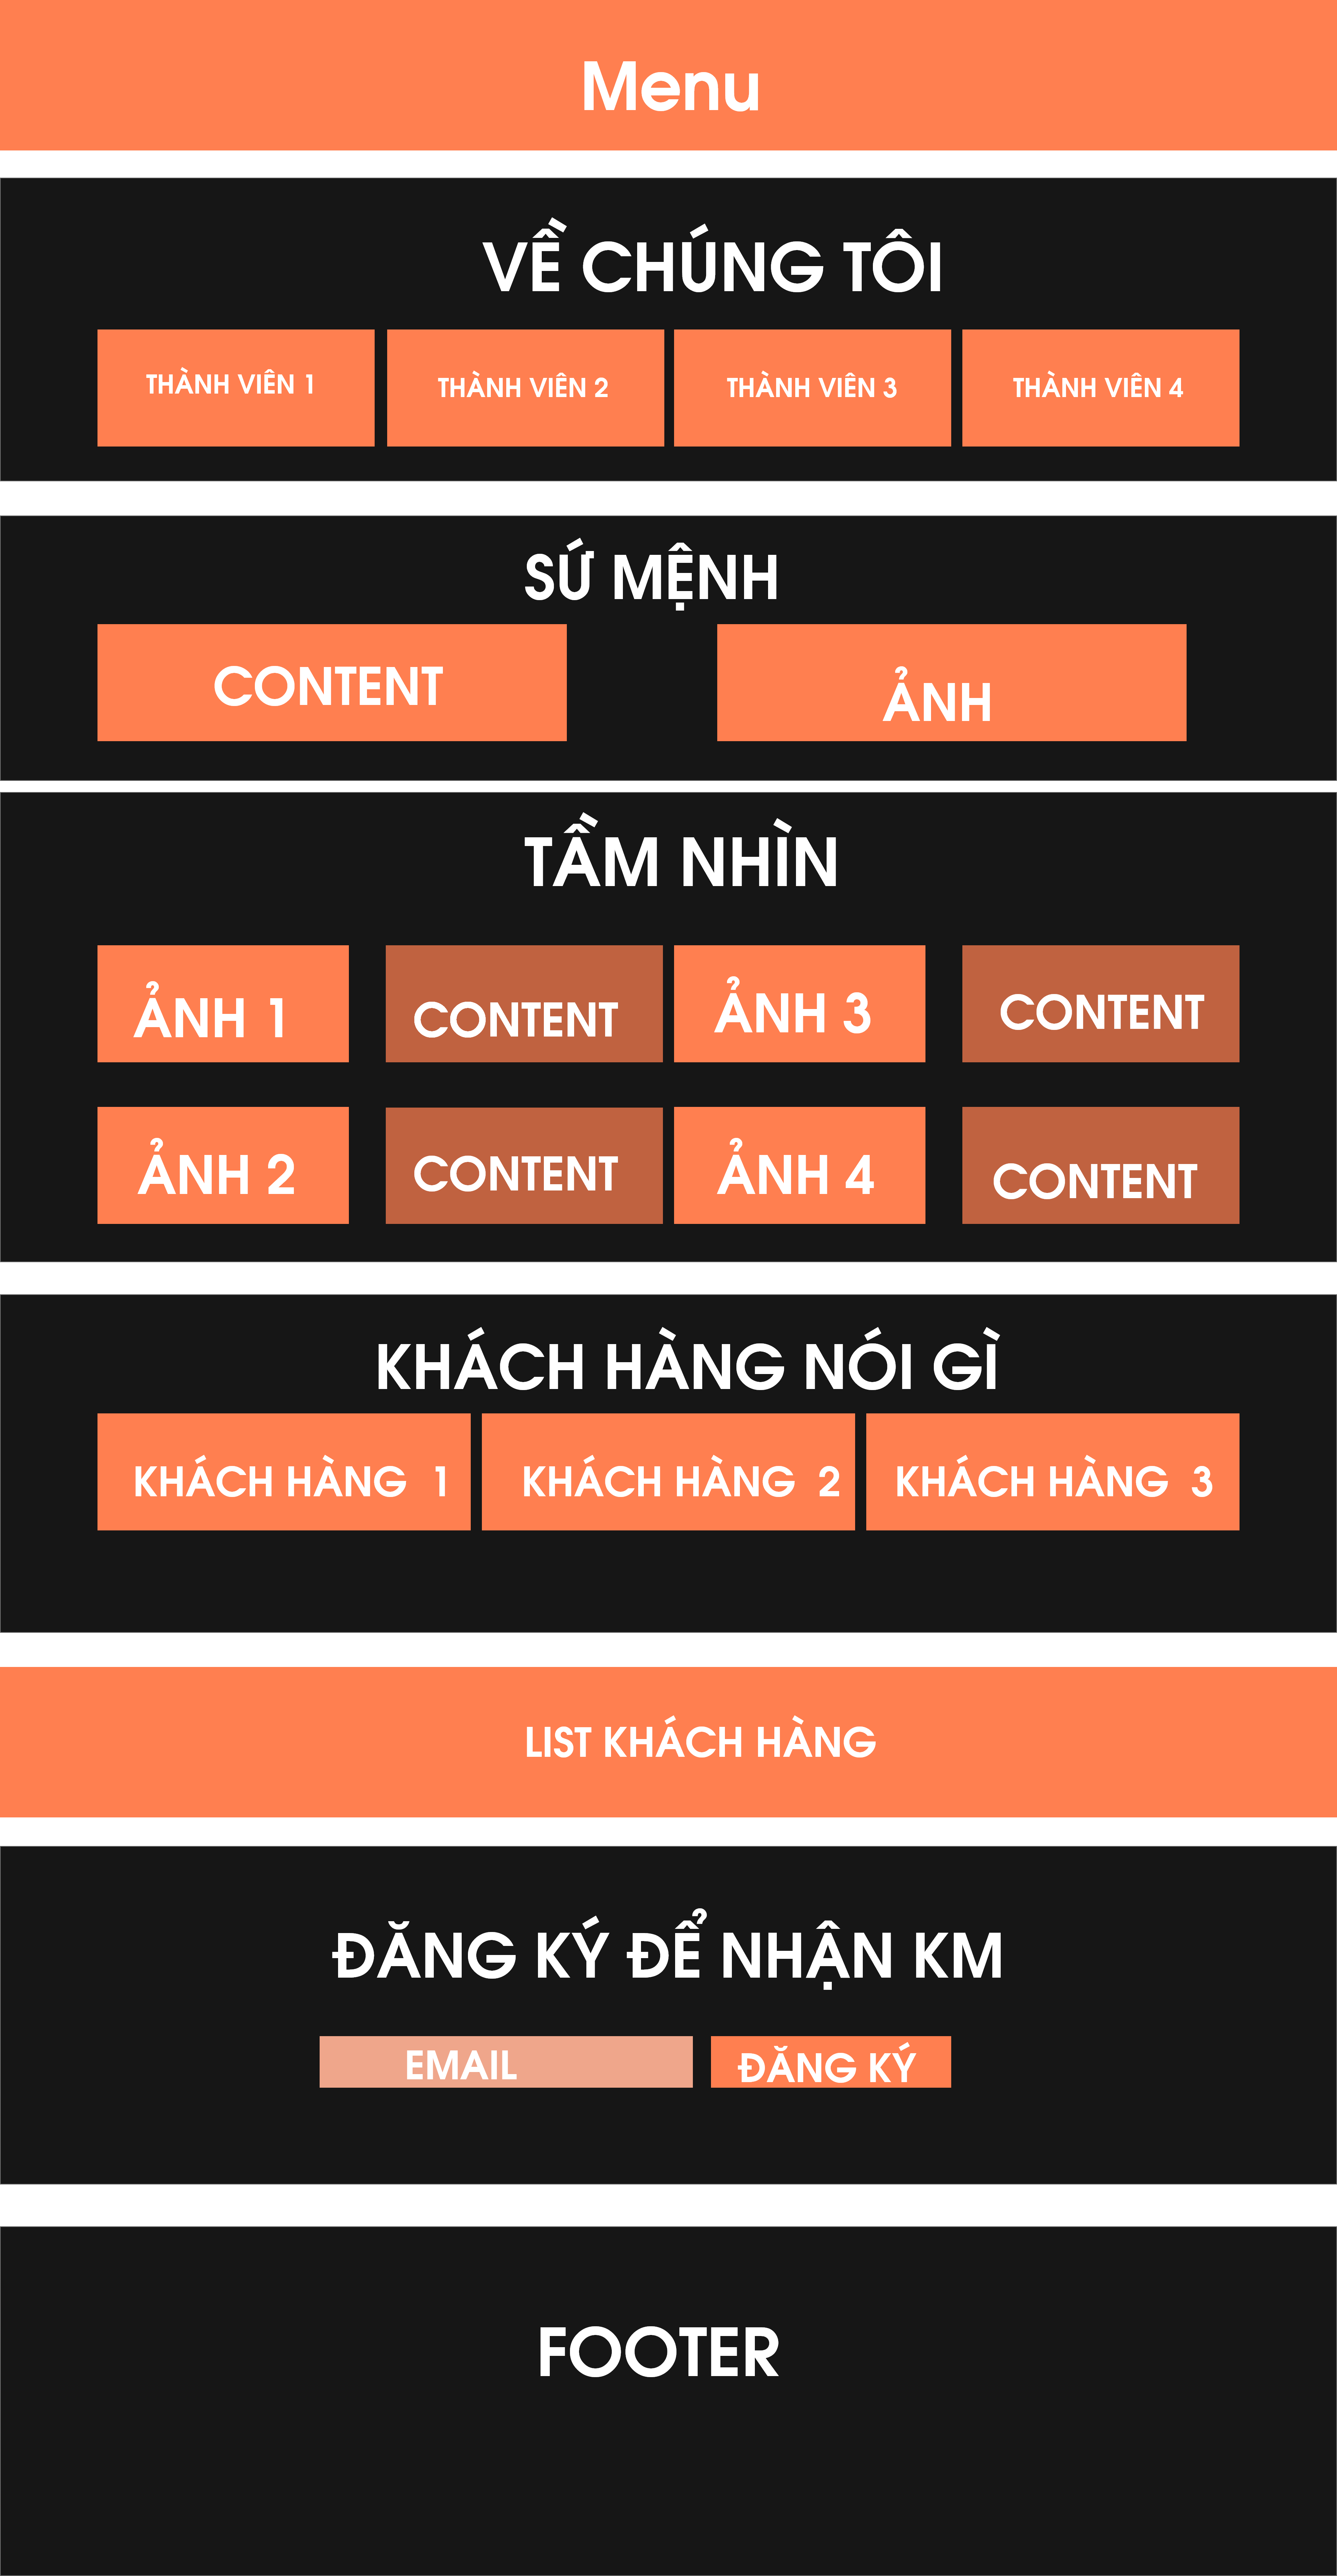 Menu
VỀ CHÚNG TÔI
THÀNH VIÊN 1
THÀNH VIÊN 2
THÀNH VIÊN 3
THÀNH VIÊN 4
SỨ MỆNH
CONTENT
ẢNH
TẦM NHÌN
ẢNH 1
CONTENT
ẢNH 3
CONTENT
ẢNH 2
CONTENT
ẢNH 4
CONTENT
KHÁCH HÀNG NÓI GÌ
KHÁCH HÀNG 1
KHÁCH HÀNG 2
KHÁCH HÀNG 3
LIST KHÁCH HÀNG
ĐĂNG KÝ ĐỂ NHẬN KM
EMAIL
ĐĂNG KÝ
FOOTER